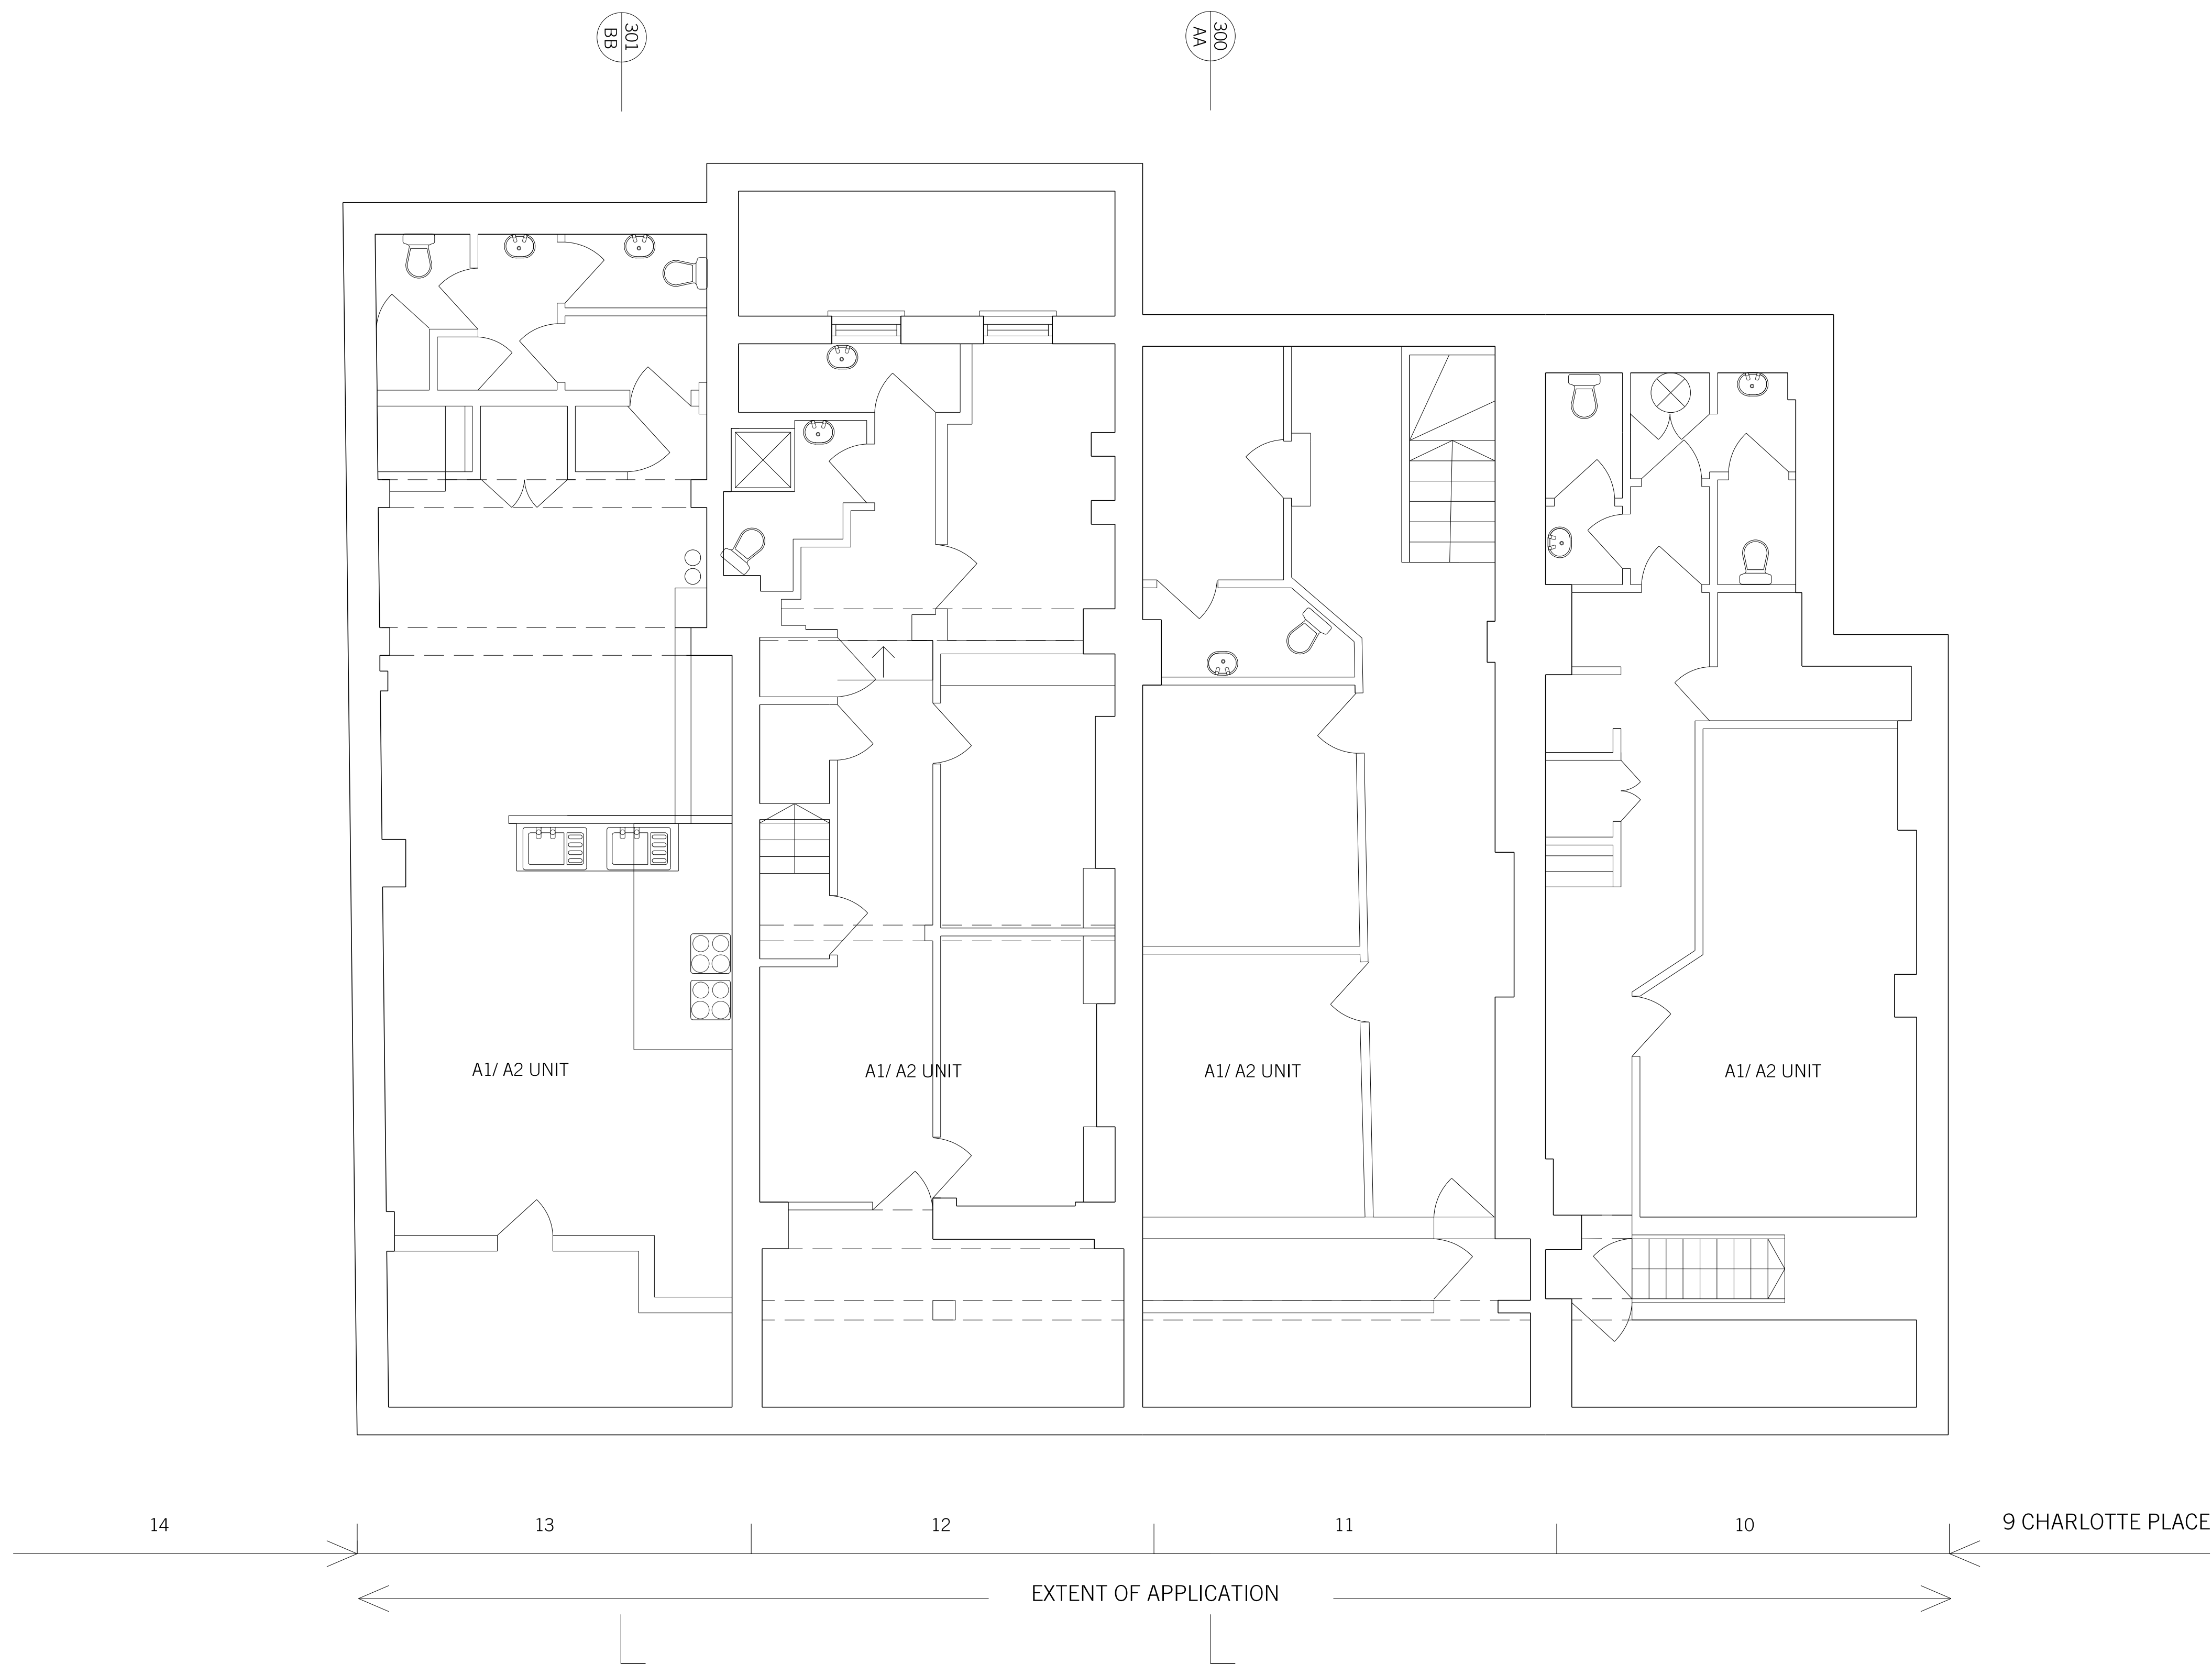 301
BB
300
AA
A1/ A2 UNIT
A1/ A2 UNIT
A1/ A2 UNIT
A1/ A2 UNIT
14
13
12
11
10
9 CHARLOTTE PLACE
EXTENT OF APPLICATION